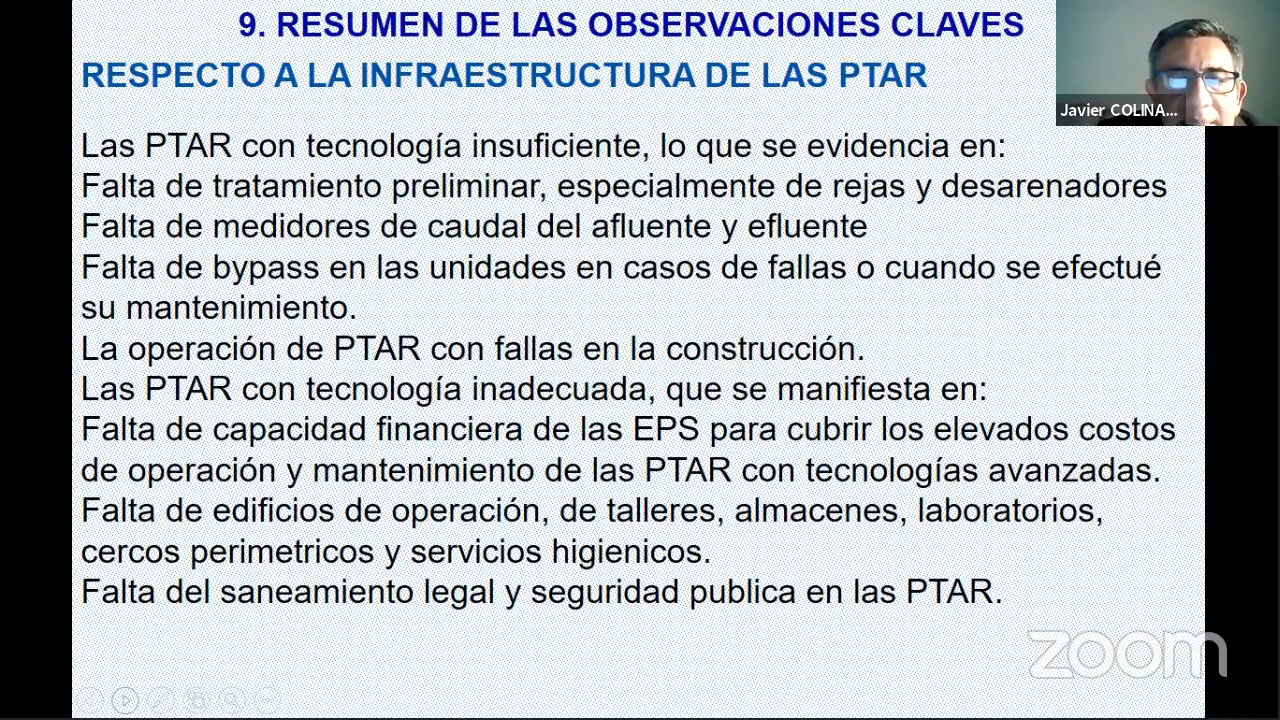 9. RESUMEN DE LAS OBSERVACIONES CLAVES
RESPECTO A LA INFRAESTRUCTURA DE LAS PTAR
Javier COLINA...
Las PTAR con tecnología insuficiente, lo que se evidencia en:
Falta de tratamiento preliminar, especialmente de rejas y desarenadores
Falta de medidores de caudal del afluente y efluente
Falta de bypass en las unidades en casos de fallas o cuando se efectué
su mantenimiento.
La operación de PTAR con fallas en la construcción.
Las PTAR con tecnología inadecuada, que se manifiesta en:
Falta de capacidad financiera de las EPS para cubrir los elevados costos
de operación y mantenimiento de las PTAR con tecnologías avanzadas.
Falta de edificios de operación, de talleres, almacenes, laboratorios,
cercos perimetricos y servicios higienicos.
Falta del saneamiento legal y seguridad publica en las PTAR.
zoom